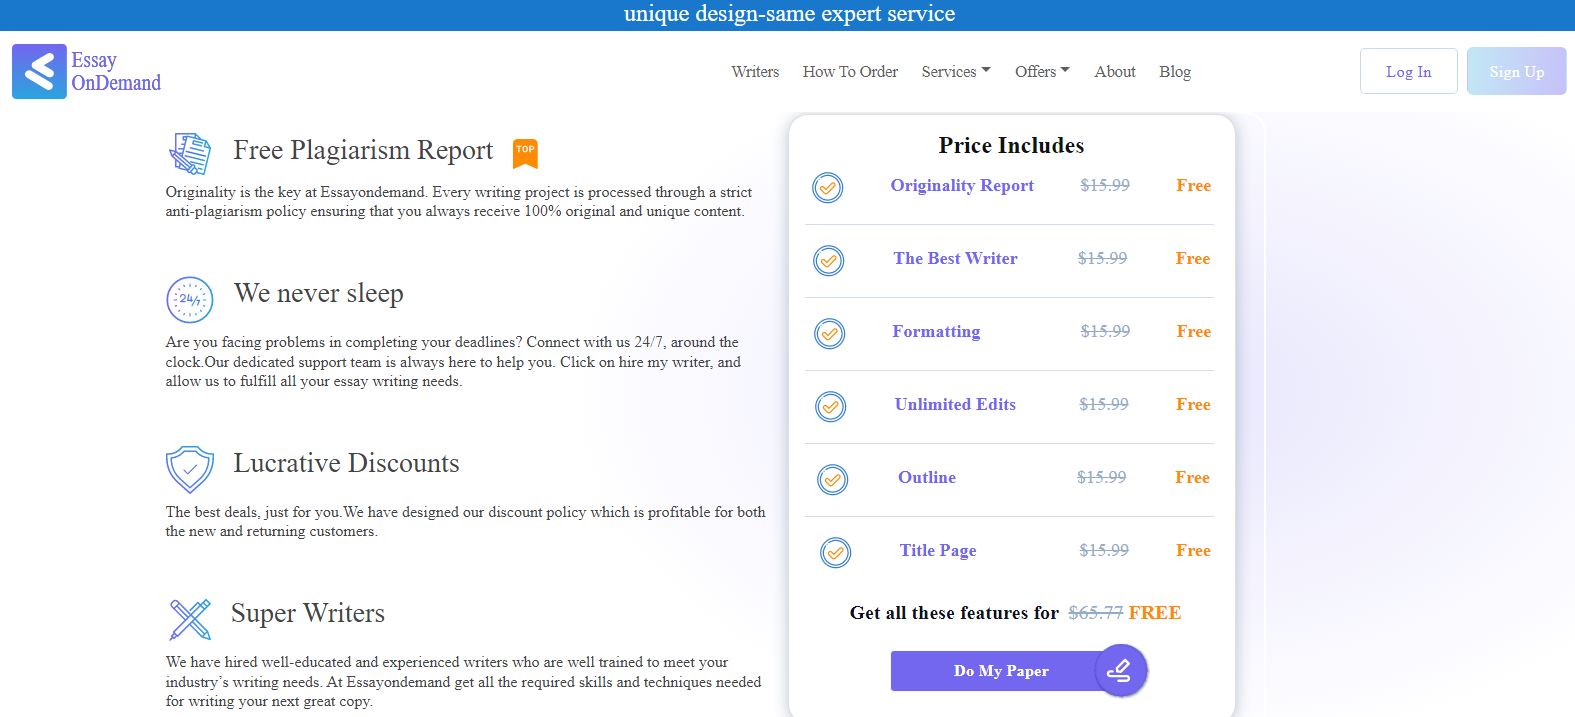 unique design-same expert service
Essay
OnDemand
Writers How To Order Services Offers About Blog
Log In
Sign Up
Free Plagiarism Report
TOP
Originality is the key at Essayondemand. Every writing project is processed through a strict
anti-plagiarism policy ensuring that you always receive 100% original and unique content.
24/7
We never sleep
Are you facing problems in completing your deadlines? Connect with us 24/7, around the
clock.Our dedicated support team is always here to help you. Click on hire my writer, and
allow us to fulfill all your essay writing needs.
Lucrative Discounts
The best deals, just for you.We have designed our discount policy which is profitable for both
the new and returning customers.
Super Writers
We have hired well-educated and experienced writers who are well trained to meet your
industry’s writing needs. At Essayondemand get all the required skills and techniques needed
for writing your next great copy.
Price Includes
Originality Report $15.99 Free
The Best Writer $15.99 Free
Formatting $15.99 Free
Unlimited Edits $15.99 Free
Outline $15.99 Free
Title Page $15.99 Free
Get all these features for $65.77 FREE
Do My Paper